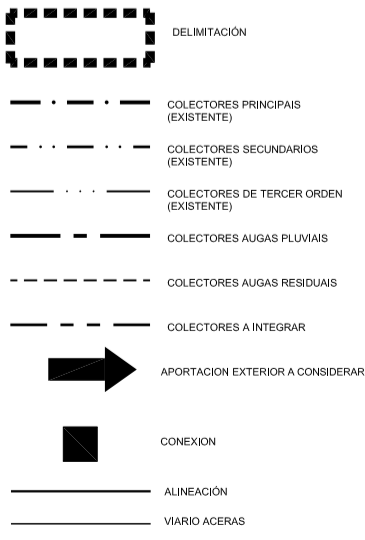 DELIMITACIÓN
COLECTORES PRINCIPAIS
(EXISTENTE)
COLECTORES SECUNDARIOS
(EXISTENTE)
COLECTORES DE TERCER ORDEN
(EXISTENTE)
COLECTORES AUGAS PLUVIAIS
COLECTORES AUGAS RESIDUAIS
COLECTORES A INTEGRAR
APORTACION EXTERIOR A CONSIDERAR
CONEXION
ALINEACIÓN
VIARIO ACERAS